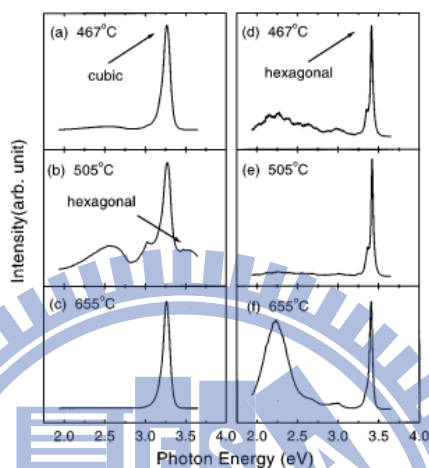 (a) 467°C
cubic
(d) 467°C
hexagonal
(b) 505°C
hexagonal
(e) 505°C
(c) 655°C
(f) 655°C
Intensity(arb. unit)
2.0 2.5 3.0 3.5 4.0 2.0 2.5 3.0 3.5 4.0
Photon Energy (eV)